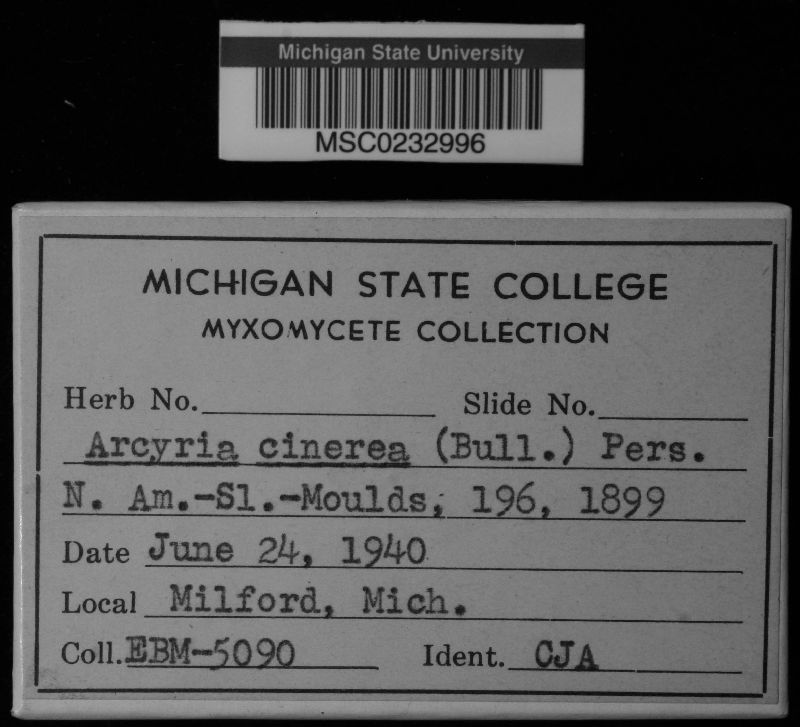 Michigan State University
MSC0232996
MICHIGAN STATE COLLEGE
MYXOMYCETE COLLECTION
Herb No. Slide No.
Arcyria cinerea (Bull.) Pers.
N. Am.-Sl.-Moulds; 196, 1899
Date June 24, 1940
Local Milford, Mich.
Coll. EBM-5090 Ident. CJA